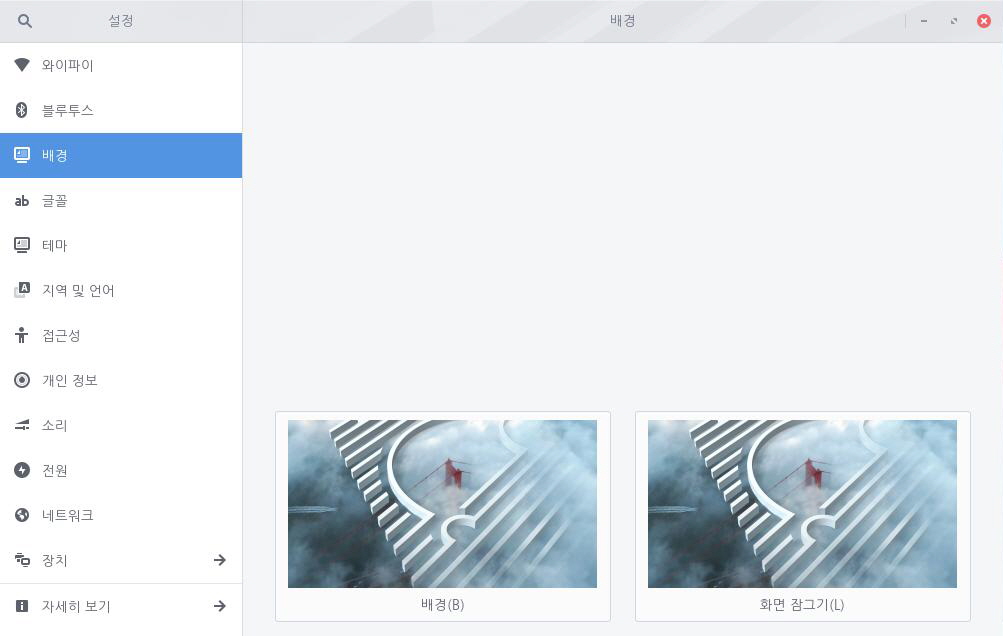 설정
배경
와이파이
블루투스
배경
ab 글꼴
테마
A 지역 및 언어
접근성
개인 정보
소리
전원
네트워크
장치
자세히 보기
배경(B)
화면 잠그기(L)